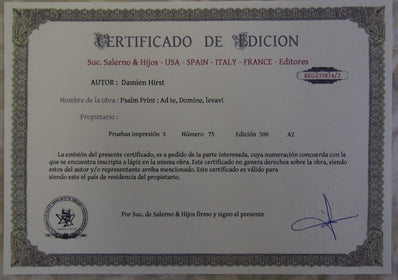 CERTIFICADO DE EDICION
Suc. Salerno & Hijos - USA - SPAIN - ITALY - FRANCE - Editores
REG235814/2
AUTOR : Damien Hirst
Nombre de la obra : Psalm Print : Ad te, Domine, levavi
Propietario :
Pruebas impresión 3 Número 75 Edición 300 A2
La emisión del presente certificado, es a pedido de la parte interesada, cuya numeración concuerda con la
que se encuentra inscripta a lápiz en la misma obra. Este certificado no genera derechos sobre la obra, siendo
estos del autor y/o representante arriba mencionado. Este certificado es válido para
siendo este el país de residencia del propietario.
Por Suc. de Salerno & Hijos firmo y signo el presente